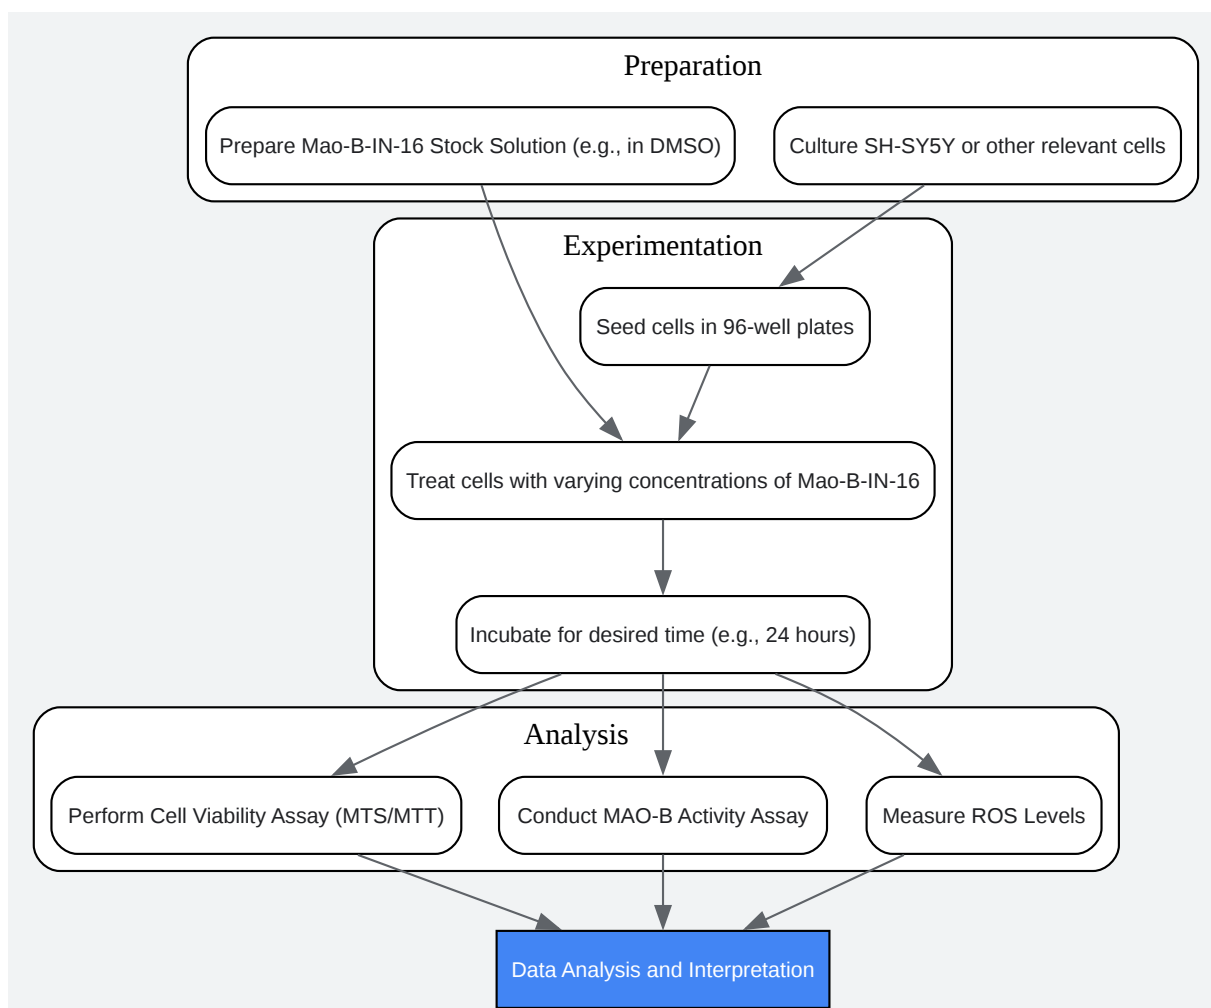 Preparation
Prepare Mao-B-IN-16 Stock Solution (e.g., in DMSO)
Culture SH-SY5Y or other relevant cells
Experimentation
Seed cells in 96-well plates
Treat cells with varying concentrations of Mao-B-IN-16
Incubate for desired time (e.g., 24 hours)
Analysis
Perform Cell Viability Assay (MTS/MTT)
Conduct MAO-B Activity Assay
Measure ROS Levels
Data Analysis and Interpretation